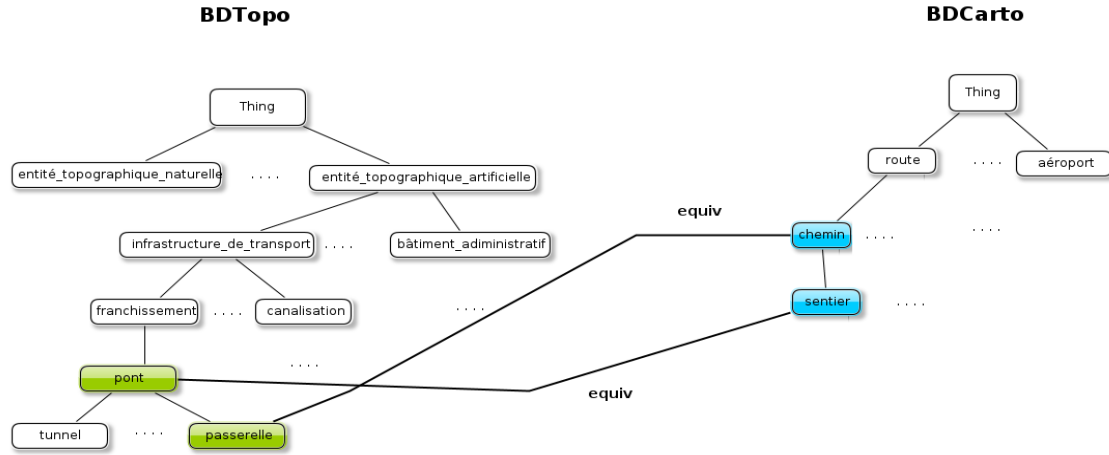 BDTopo
BDCarto
Thing
Thing
entité_topographique_naturelle
. . . .
entité_topographique_artificielle
route
. . . .
aéroport
equiv
infrastructure_de_transport
. . . .
bâtiment_adiministratif
chemin
. . . .
. . . .
franchissement
. . . .
canalisation
. . . .
sentier
. . . .
pont
. . . .
equiv
tunnel
. . . .
passerelle